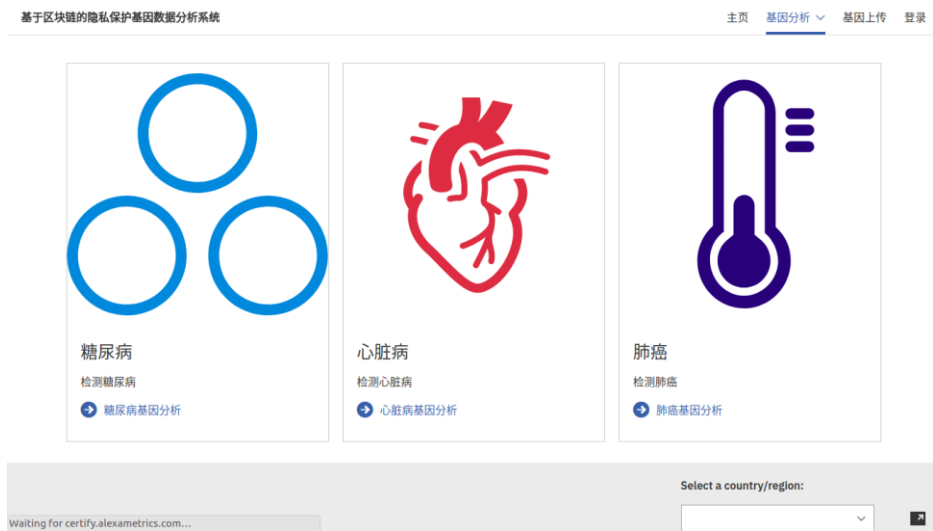 基于区块链的隐私保护基因数据分析系统 主页 基因分析 基因上传 登录
糖尿病 心脏病 肺癌
检测糖尿病 检测心脏病 检测肺癌
糖尿病基因分析 心脏病基因分析 肺癌基因分析
Select a country/region:
Waiting for certify.alexametrics.com...